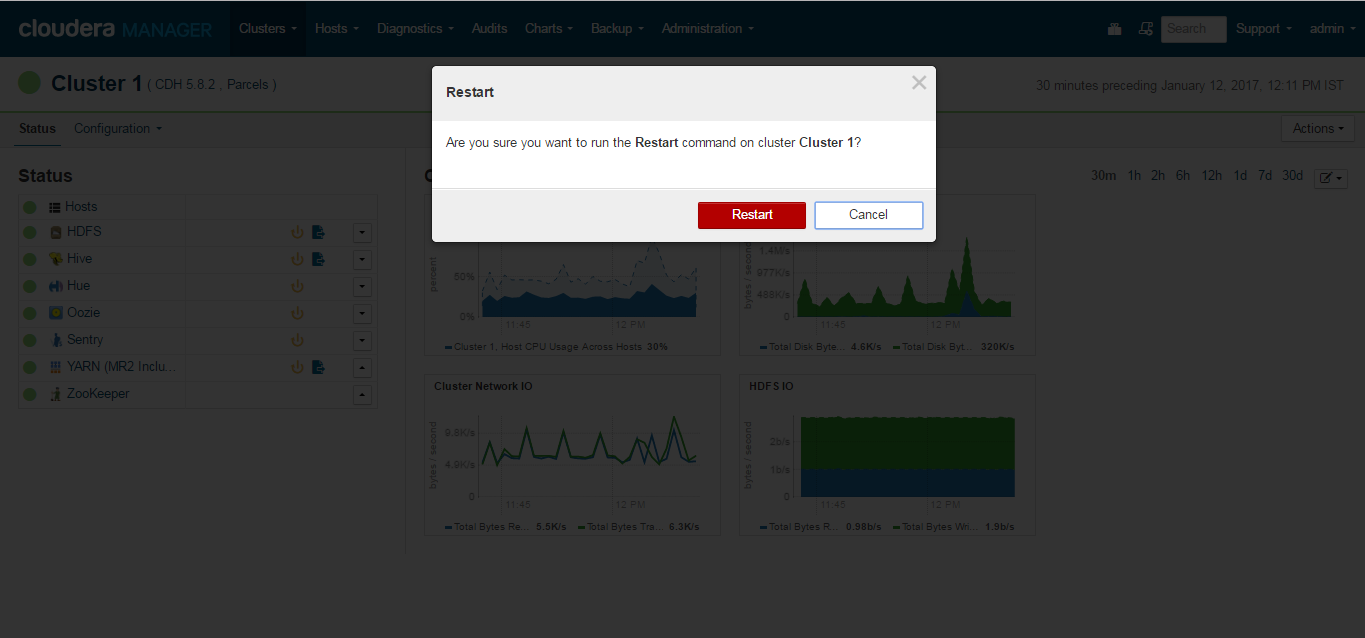 cloudera MANAGER Clusters Hosts Diagnostics Audits Charts Backup Administration Search Support admin
Cluster 1 ( CDH 5.8.2 , Parcels )
30 minutes preceding January 12, 2017, 12:11 PM IST
Restart
Status Configuration Actions
Are you sure you want to run the Restart command on cluster Cluster 1?
Restart Cancel
Status
30m 1h 2h 6h 12h 1d 7d 30d
Hosts
HDFS
Hive
Hue
Oozie
Sentry
YARN (MR2 Inclu...
ZooKeeper
percent
50%
0%
11:45 12 PM
Cluster 1, Host CPU Usage Across Hosts 30%
bytes / second
1.4M/s
977K/s
488K/s
0
11:45 12 PM
Total Disk Byte... 4.6K/s Total Disk Byt... 320K/s
Cluster Network IO
bytes / second
9.8K/s
4.9K/s
0
11:45 12 PM
Total Bytes Re... 5.5K/s Total Bytes Tra... 6.3K/s
HDFS IO
bytes / second
2b/s
1b/s
0
11:45 12 PM
Total Bytes R... 0.98b/s Total Bytes Wri... 1.9b/s